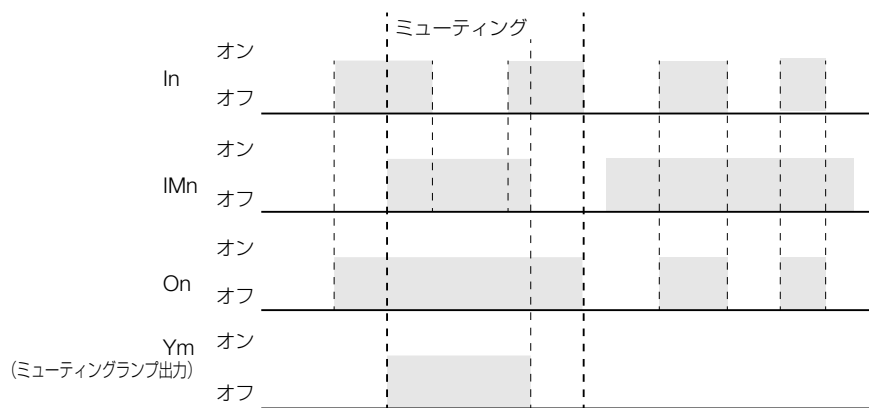 ミューティング
オン
In
オフ
オン
IMn
オフ
オン
On
オフ
Ym
オン
（ミューティングランプ出力）
オフ